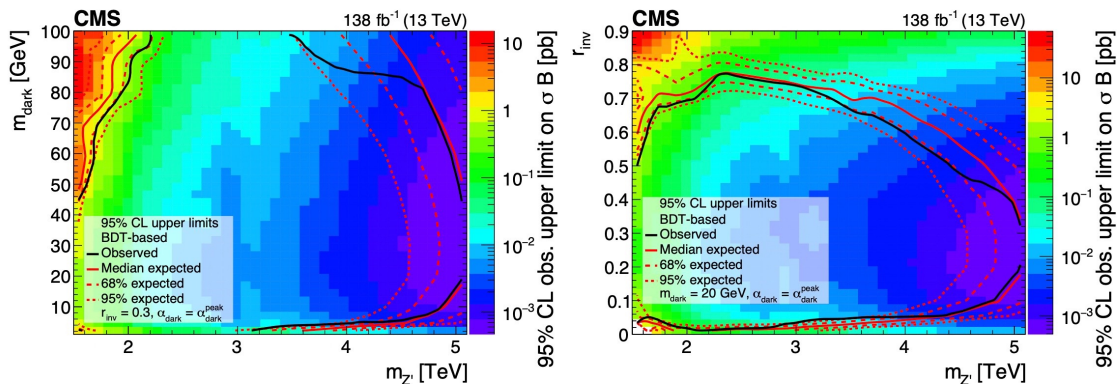 CMS 138 fb⁻¹ (13 TeV)
m_dark [GeV]
100
90
80
70
60
50
40
30
20
10
95% CL upper limits
BDT-based
Observed
Median expected
68% expected
95% expected
r_inv = 0.3, α_dark = α_dark^peak
2 3 4 5
m_Z' [TeV]
10
1
10⁻¹
10⁻²
10⁻³
95% CL obs. upper limit on σ B [pb]
CMS 138 fb⁻¹ (13 TeV)
r_inv
0.9
0.8
0.7
0.6
0.5
0.4
0.3
0.2
0.1
0
95% CL upper limits
BDT-based
Observed
Median expected
68% expected
95% expected
m_dark = 20 GeV, α_dark = α_dark^peak
2 3 4 5
m_Z' [TeV]
10
1
10⁻¹
10⁻²
10⁻³
95% CL obs. upper limit on σ B [pb]